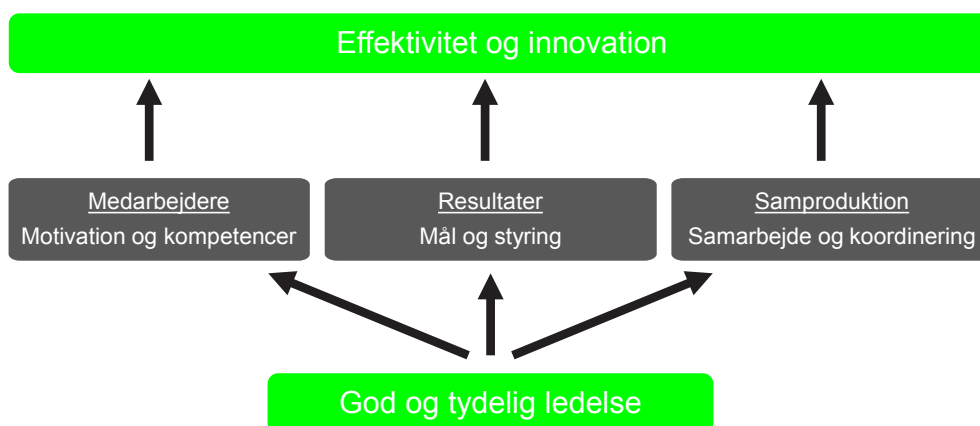 Effektivitet og innovation
Medarbejdere
Motivation og kompetencer
Resultater
Mål og styring
Samproduktion
Samarbejde og koordinering
God og tydelig ledelse